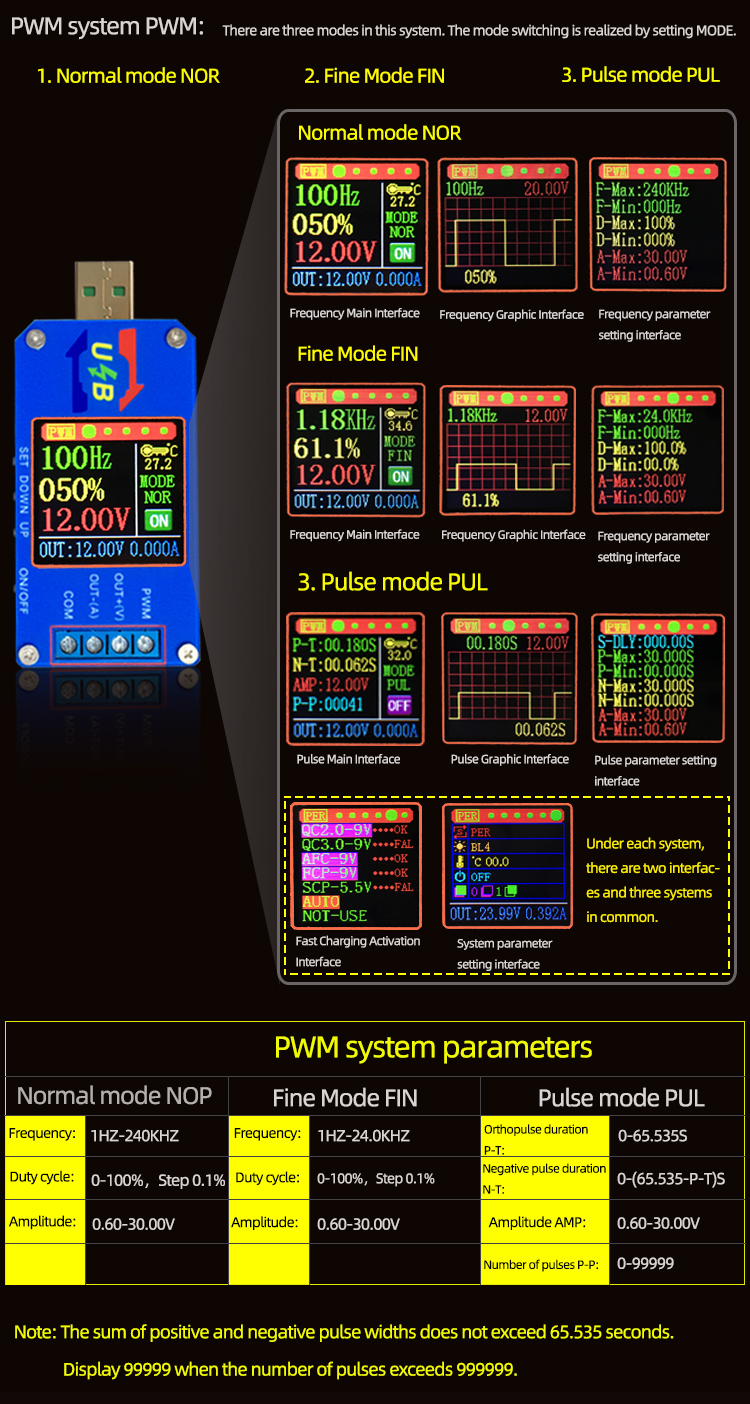 PWM system PWM: There are three modes in this system. The mode switching is realized by setting MODE.
1. Normal mode NOR
2. Fine Mode FIN
3. Pulse mode PUL
Normal mode NOR
PWM
100Hz
050%
12.00V
°C
27.2
MODE
NOR
ON
OUT:12.00V 0.000A
Frequency Main Interface
PWM
100Hz 20.00V
050%
Frequency Graphic Interface
PWM
F-Max:240KHz
F-Min:000Hz
D-Max:100%
D-Min:000%
A-Max:30.00V
A-Min:00.60V
Frequency parameter
setting interface
Fine Mode FIN
PWM
1.18KHz
61.1%
12.00V
°C
34.6
MODE
FIN
ON
OUT:12.00V 0.000A
Frequency Main Interface
PWM
1.18KHz 12.00V
61.1%
Frequency Graphic Interface
PWM
F-Max:24.0KHz
F-Min:000Hz
D-Max:100.0%
D-Min:00.0%
A-Max:30.00V
A-Min:00.60V
Frequency parameter
setting interface
3. Pulse mode PUL
PWM
P-T:00.180S
N-T:00.062S
AMP:12.00V
P-P:00041
°C
32.0
MODE
PUL
OFF
OUT:12.00V 0.000A
Pulse Main Interface
PWM
00.180S 12.00V
00.062S
Pulse Graphic Interface
PWM
S-DLY:000.00S
P-Max:30.000S
P-Min:00.000S
N-Max:30.000S
N-Min:00.000S
A-Max:30.00V
A-Min:00.60V
Pulse parameter setting
interface
PER
QC2.0-9V····OK
QC3.0-9V····FAL
AFC-9V ····OK
FCP-9V ····OK
SCP-5.5V····FAL
AUTO
NOT-USE
Fast Charging Activation
Interface
PER
PER
BL4
°C 00.0
OFF
0 1
OUT:23.99V 0.392A
System parameter
setting interface
Under each system,
there are two interfac-
es and three systems
in common.
USB
PWM
100Hz
050%
12.00V
°C
27.2
MODE
NOR
ON
OUT:12.00V 0.000A
SET
DOWN
UP
ON/OFF
COM
OUT-(A)
OUT+(V)
PWM
PWM system parameters
Normal mode NOP
Fine Mode FIN
Pulse mode PUL
Frequency: 1HZ-240KHZ
Frequency: 1HZ-24.0KHZ
Orthopulse duration
P-T:
0-65.535S
Duty cycle: 0-100%, Step 0.1%
Duty cycle: 0-100%, Step 0.1%
Negative pulse duration
N-T:
0-(65.535-P-T)S
Amplitude: 0.60-30.00V
Amplitude: 0.60-30.00V
Amplitude AMP: 0.60-30.00V
Number of pulses P-P: 0-99999
Note: The sum of positive and negative pulse widths does not exceed 65.535 seconds.
Display 99999 when the number of pulses exceeds 999999.